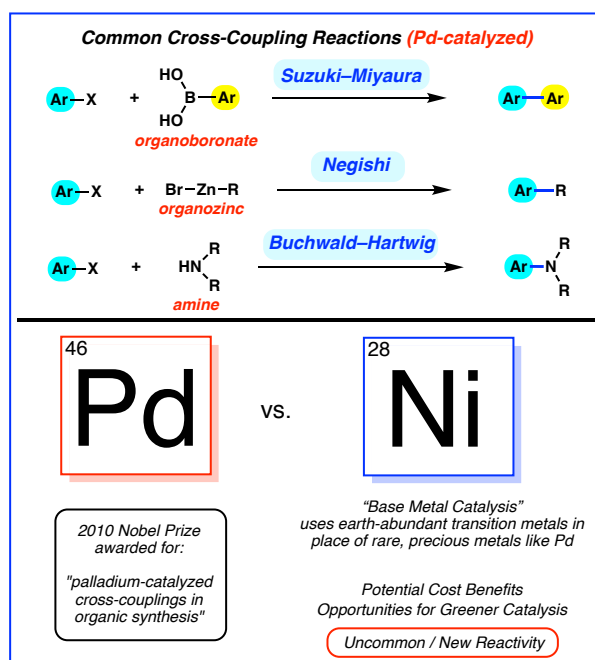 Common Cross-Coupling Reactions (Pd-catalyzed)
Ar–X + HO B Ar HO Suzuki–Miyaura Ar–Ar
organoboronate
Ar–X + Br–Zn–R Negishi Ar–R
organozinc
Ar–X + HN R R Buchwald–Hartwig Ar–N R R
amine
46
Pd
vs.
28
Ni
2010 Nobel Prize
awarded for:
"palladium-catalyzed
cross-couplings in
organic synthesis"
“Base Metal Catalysis”
uses earth-abundant transition metals in
place of rare, precious metals like Pd
Potential Cost Benefits
Opportunities for Greener Catalysis
Uncommon / New Reactivity